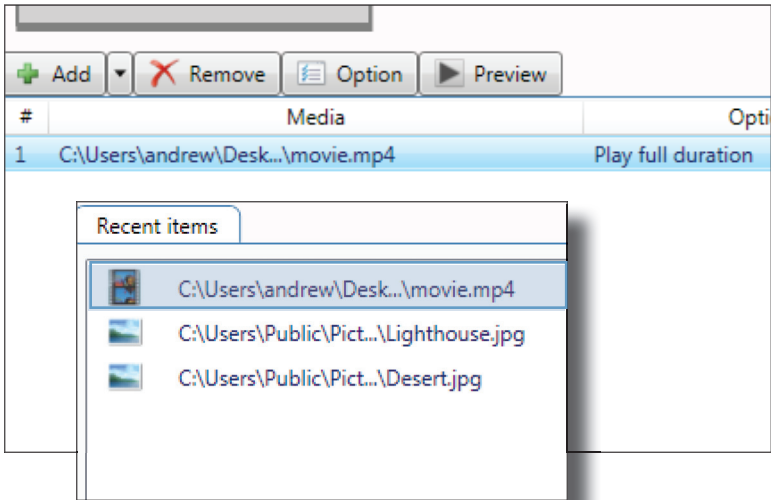 Add Remove Option Preview
# Media Opti
1 C:\Users\andrew\Desk...\movie.mp4 Play full duration
Recent items
C:\Users\andrew\Desk...\movie.mp4
C:\Users\Public\Pict...\Lighthouse.jpg
C:\Users\Public\Pict...\Desert.jpg